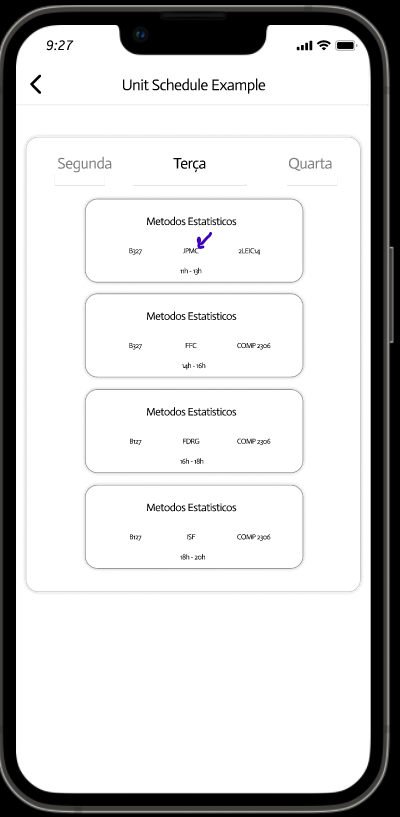 9:27
Unit Schedule Example
Segunda Terça Quarta
Metodos Estatisticos
B327 JPMC 2LEIC14
11h - 13h
Metodos Estatisticos
B327 FFC COMP 2306
14h - 16h
Metodos Estatisticos
B127 FDRG COMP 2306
16h - 18h
Metodos Estatisticos
B127 ISF COMP 2306
18h - 20h